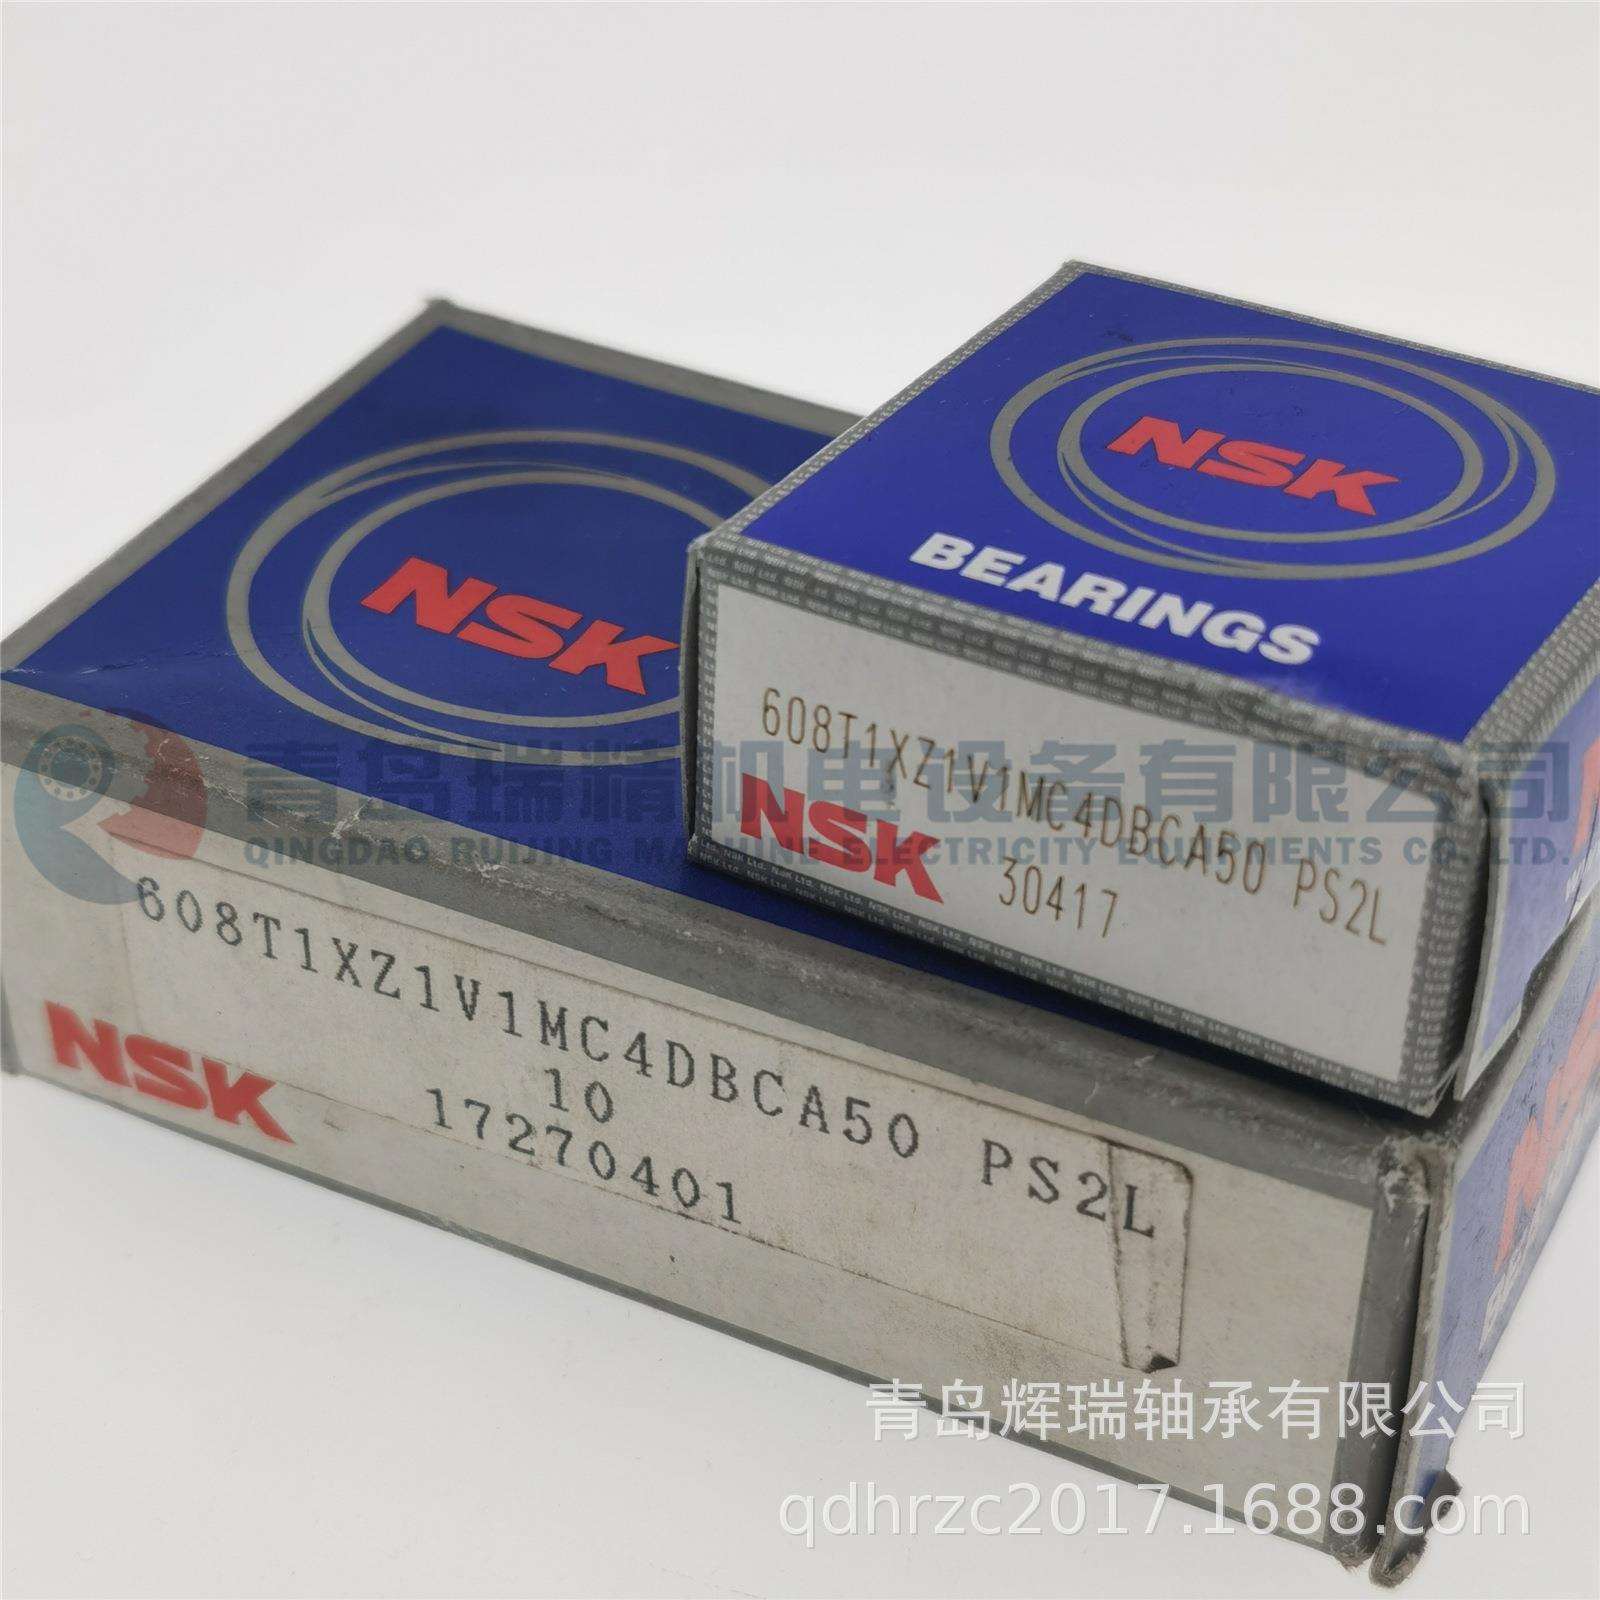 NSK
BEARINGS
608T1XZ1V1MC4DBCA50 PS2L
NSK
30417
NSK
青岛瑞精机电设备有限公司
QINGDAO RUIJING MACHINE ELECTRICITY EQUIPMENTS CO.,LTD.
608T1XZ1V1MC4DBCA50 PS2L
NSK
10
17270401
青岛辉瑞轴承有限公司
qdhrzc2017.1688.com